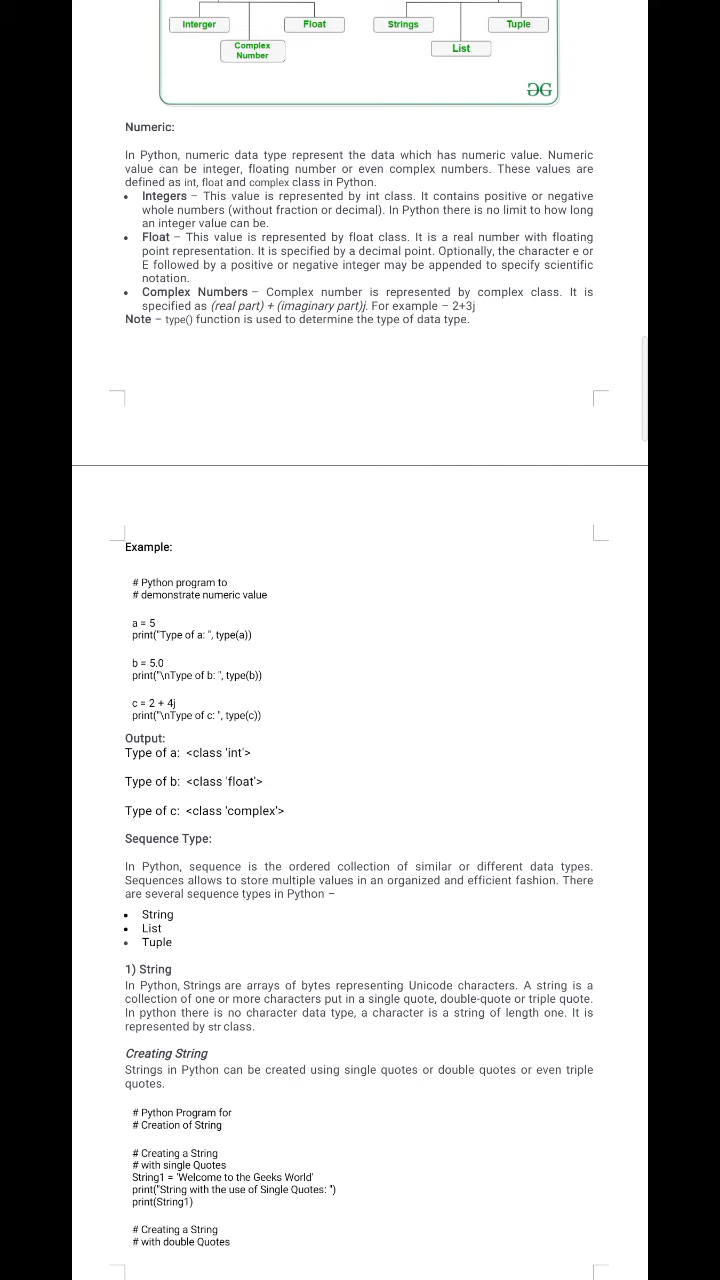 Interger
Float
Strings
Tuple
Complex
Number
List
GG
Numeric:
In Python, numeric data type represent the data which has numeric value. Numeric
value can be integer, floating number or even complex numbers. These values are
defined as int, float and complex class in Python.
• Integers – This value is represented by int class. It contains positive or negative
whole numbers (without fraction or decimal). In Python there is no limit to how long
an integer value can be.
• Float – This value is represented by float class. It is a real number with floating
point representation. It is specified by a decimal point. Optionally, the character e or
E followed by a positive or negative integer may be appended to specify scientific
notation.
• Complex Numbers – Complex number is represented by complex class. It is
specified as (real part) + (imaginary part)j. For example – 2+3j
Note – type() function is used to determine the type of data type.
Example:
# Python program to
# demonstrate numeric value
a = 5
print("Type of a: ", type(a))
b = 5.0
print("\nType of b: ", type(b))
c = 2 + 4j
print("\nType of c: ", type(c))
Output:
Type of a:  <class 'int'>
Type of b:  <class 'float'>
Type of c:  <class 'complex'>
Sequence Type:
In Python, sequence is the ordered collection of similar or different data types.
Sequences allows to store multiple values in an organized and efficient fashion. There
are several sequence types in Python –
• String
• List
• Tuple
1) String
In Python, Strings are arrays of bytes representing Unicode characters. A string is a
collection of one or more characters put in a single quote, double-quote or triple quote.
In python there is no character data type, a character is a string of length one. It is
represented by str class.
Creating String
Strings in Python can be created using single quotes or double quotes or even triple
quotes.
# Python Program for
# Creation of String
# Creating a String
# with single Quotes
String1 = 'Welcome to the Geeks World'
print("String with the use of Single Quotes: ")
print(String1)
# Creating a String
# with double Quotes